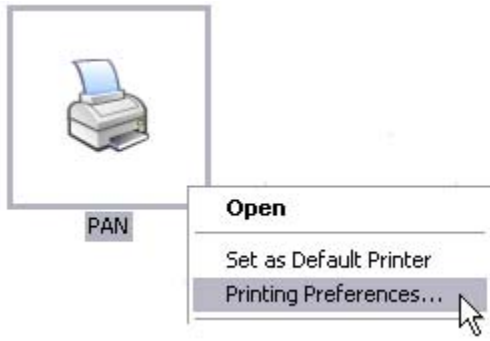 PAN
Open
Set as Default Printer
Printing Preferences...